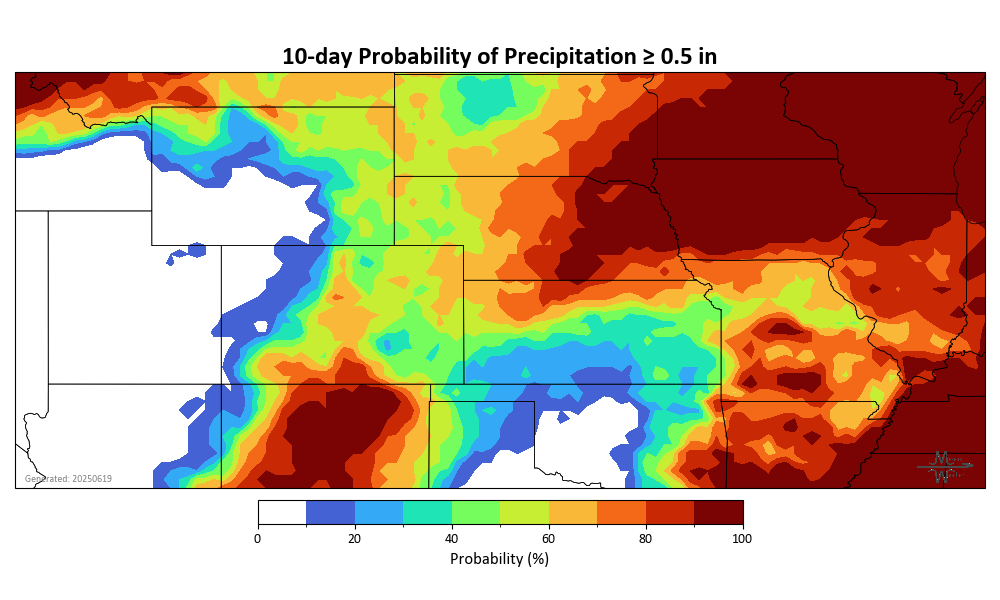 10-day Probability of Precipitation ≥ 0.5 in
Generated: 20250619
0 20 40 60 80 100
Probability (%)